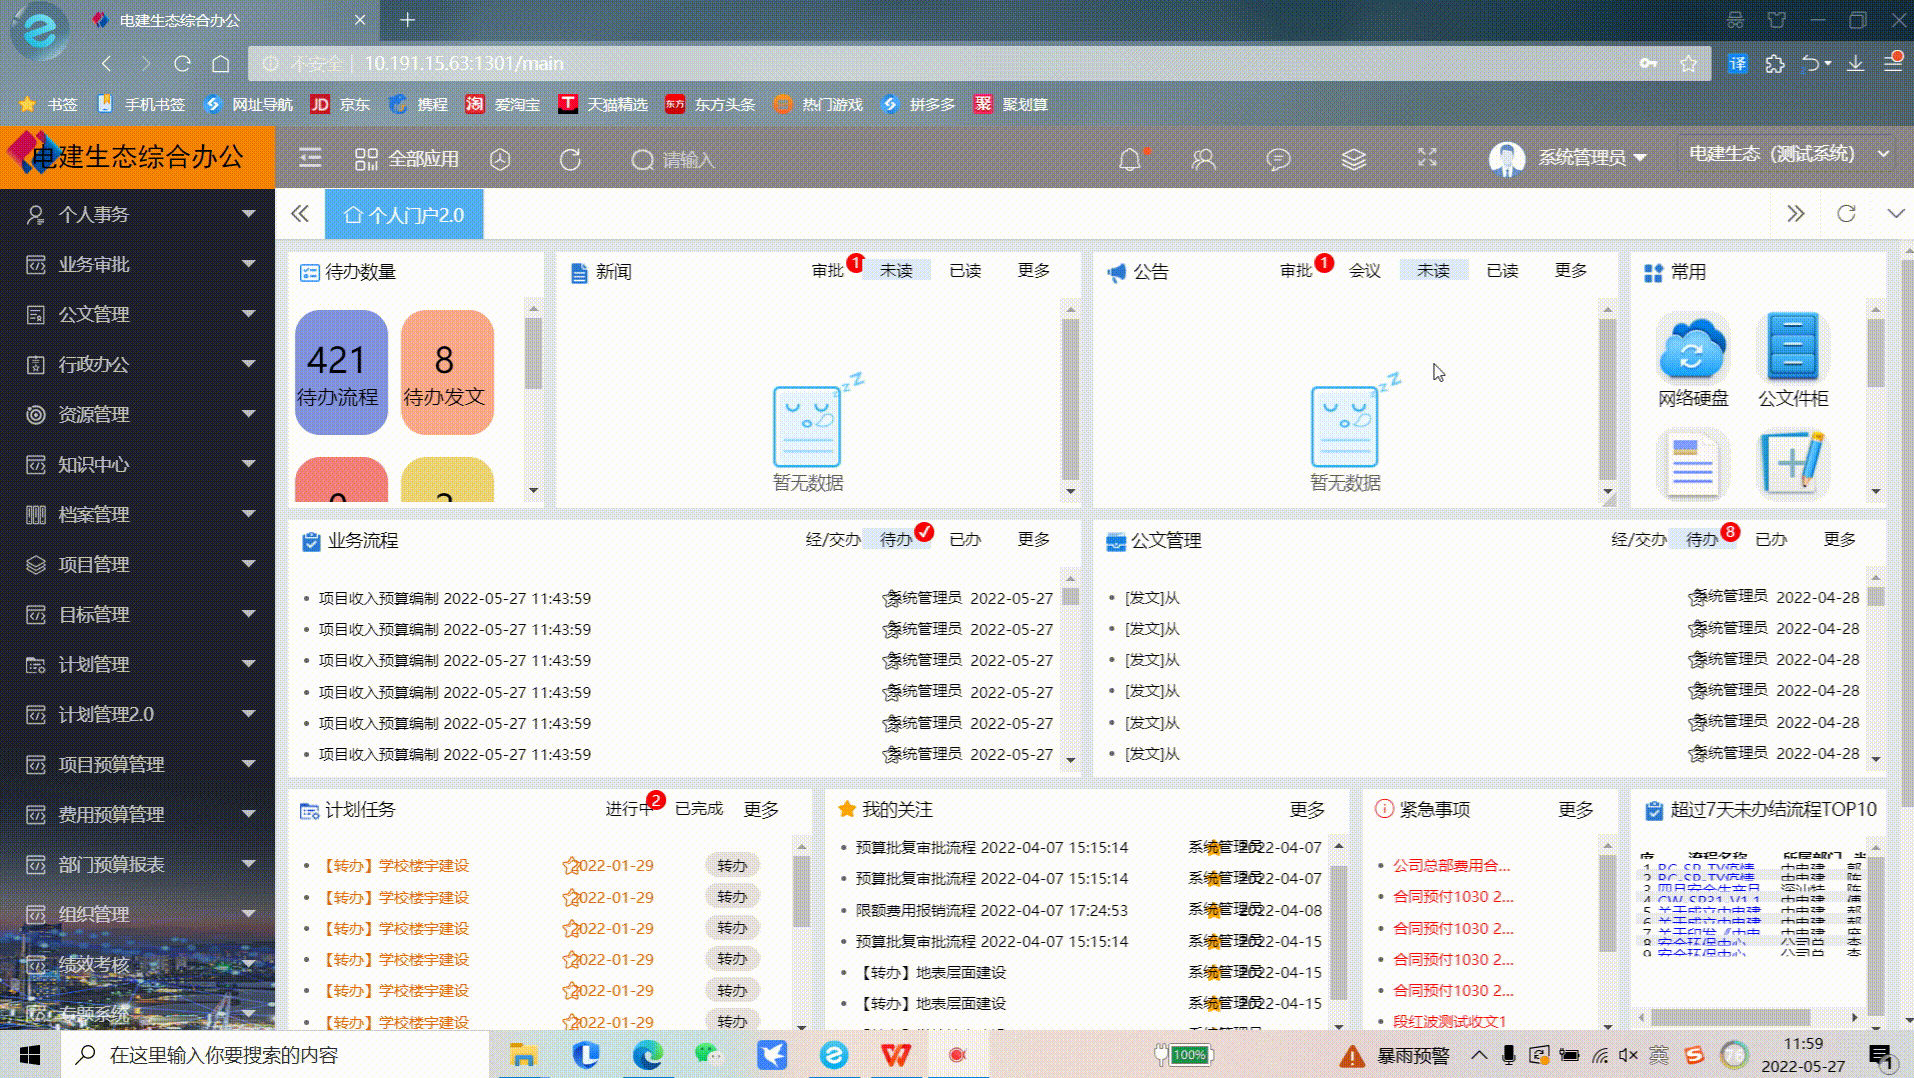 电建生态综合办公
不安全 10.191.15.63:1301/main
译
书签 手机书签 网址导航 JD 京东 携程 淘 爱淘宝 T 天猫精选 东方 东方头条 热门游戏 拼多多 聚 聚划算
电建生态综合办公
全部应用
请输入
系统管理员
电建生态（测试系统）
个人事务
业务审批
公文管理
行政办公
资源管理
知识中心
档案管理
项目管理
目标管理
计划管理
计划管理2.0
项目预算管理
费用预算管理
部门预算报表
组织管理
绩效考核
专题系统
个人门户2.0
待办数量
421
待办流程
8
待办发文
新闻
审批 1 未读 已读 更多
暂无数据
公告
审批 1 会议 未读 已读 更多
暂无数据
常用
网络硬盘 公文件柜
业务流程
经/交办 待办 已办 更多
项目收入预算编制 2022-05-27 11:43:59 系统管理员 2022-05-27
项目收入预算编制 2022-05-27 11:43:59 系统管理员 2022-05-27
项目收入预算编制 2022-05-27 11:43:59 系统管理员 2022-05-27
项目收入预算编制 2022-05-27 11:43:59 系统管理员 2022-05-27
项目收入预算编制 2022-05-27 11:43:59 系统管理员 2022-05-27
项目收入预算编制 2022-05-27 11:43:59 系统管理员 2022-05-27
公文管理
经/交办 待办 8 已办 更多
[发文]从 系统管理员 2022-04-28
[发文]从 系统管理员 2022-04-28
[发文]从 系统管理员 2022-04-28
[发文]从 系统管理员 2022-04-28
[发文]从 系统管理员 2022-04-28
[发文]从 系统管理员 2022-04-28
计划任务
进行中 2 已完成 更多
【转办】学校楼宇建设 2022-01-29 转办
【转办】学校楼宇建设 2022-01-29 转办
【转办】学校楼宇建设 2022-01-29 转办
【转办】学校楼宇建设 2022-01-29 转办
【转办】学校楼宇建设 2022-01-29 转办
【转办】学校楼宇建设 2022-01-29 转办
我的关注 更多
预算批复审批流程 2022-04-07 15:15:14 系统管理员 2022-04-07
预算批复审批流程 2022-04-07 15:15:14 系统管理员 2022-04-07
限额费用报销流程 2022-04-07 17:24:53 系统管理员 2022-04-08
预算批复审批流程 2022-04-07 15:15:14 系统管理员 2022-04-15
【转办】地表层面建设 系统管理员 2022-04-15
【转办】地表层面建设 系统管理员 2022-04-15
紧急事项 更多
公司总部费用合...
合同预付1030 2...
合同预付1030 2...
合同预付1030 2...
合同预付1030 2...
段红波测试收文1
超过7天未办结流程TOP10
在这里输入你要搜索的内容
100%
暴雨预警
英
76
11:59
2022-05-27
1